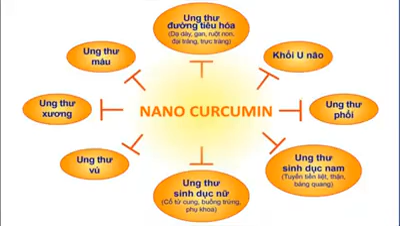 Ung thư
đường tiêu hóa
(Dạ dày, gan, ruột non,
đại tràng, trực tràng)
Ung thư
máu
Khối U não
Ung thư
xương
NANO CURCUMIN
Ung thư
phổi
Ung thư
vú
Ung thư
sinh dục nữ
(Cổ tử cung, buồng trứng,
phụ khoa)
Ung thư
sinh dục nam
(Tuyến tiền liệt, thận,
bàng quang)